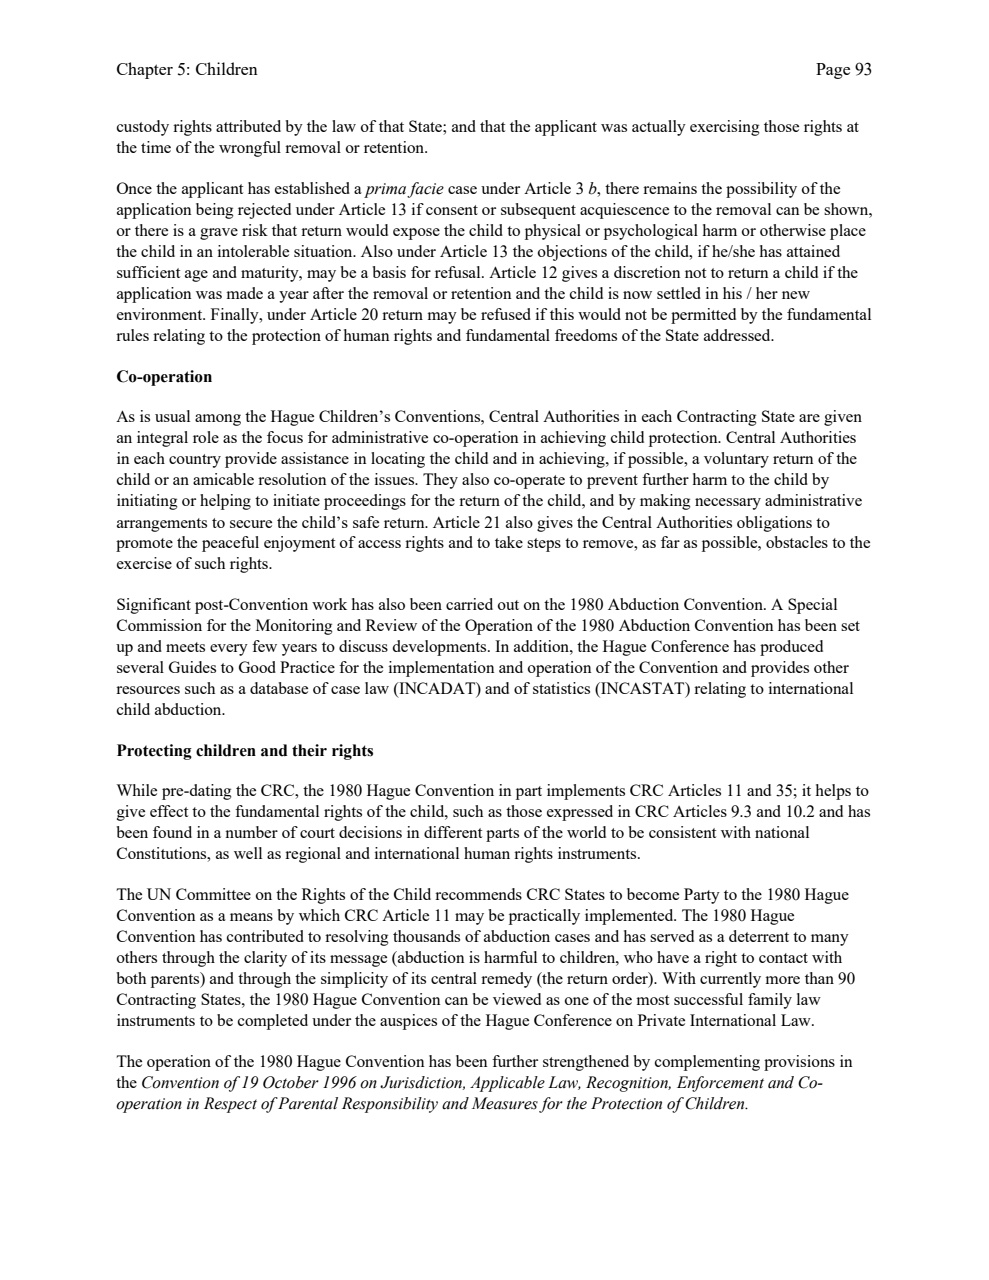 Chapter 5: Children Page 93
custody rights attributed by the law of that State; and that the applicant was actually exercising those rights at
the time of the wrongful removal or retention.
Once the applicant has established a prima facie case under Article 3 b, there remains the possibility of the
application being rejected under Article 13 if consent or subsequent acquiescence to the removal can be shown,
or there is a grave risk that return would expose the child to physical or psychological harm or otherwise place
the child in an intolerable situation. Also under Article 13 the objections of the child, if he/she has attained
sufficient age and maturity, may be a basis for refusal. Article 12 gives a discretion not to return a child if the
application was made a year after the removal or retention and the child is now settled in his / her new
environment. Finally, under Article 20 return may be refused if this would not be permitted by the fundamental
rules relating to the protection of human rights and fundamental freedoms of the State addressed.
Co-operation
As is usual among the Hague Children’s Conventions, Central Authorities in each Contracting State are given
an integral role as the focus for administrative co-operation in achieving child protection. Central Authorities
in each country provide assistance in locating the child and in achieving, if possible, a voluntary return of the
child or an amicable resolution of the issues. They also co-operate to prevent further harm to the child by
initiating or helping to initiate proceedings for the return of the child, and by making necessary administrative
arrangements to secure the child’s safe return. Article 21 also gives the Central Authorities obligations to
promote the peaceful enjoyment of access rights and to take steps to remove, as far as possible, obstacles to the
exercise of such rights.
Significant post-Convention work has also been carried out on the 1980 Abduction Convention. A Special
Commission for the Monitoring and Review of the Operation of the 1980 Abduction Convention has been set
up and meets every few years to discuss developments. In addition, the Hague Conference has produced
several Guides to Good Practice for the implementation and operation of the Convention and provides other
resources such as a database of case law (INCADAT) and of statistics (INCASTAT) relating to international
child abduction.
Protecting children and their rights
While pre-dating the CRC, the 1980 Hague Convention in part implements CRC Articles 11 and 35; it helps to
give effect to the fundamental rights of the child, such as those expressed in CRC Articles 9.3 and 10.2 and has
been found in a number of court decisions in different parts of the world to be consistent with national
Constitutions, as well as regional and international human rights instruments.
The UN Committee on the Rights of the Child recommends CRC States to become Party to the 1980 Hague
Convention as a means by which CRC Article 11 may be practically implemented. The 1980 Hague
Convention has contributed to resolving thousands of abduction cases and has served as a deterrent to many
others through the clarity of its message (abduction is harmful to children, who have a right to contact with
both parents) and through the simplicity of its central remedy (the return order). With currently more than 90
Contracting States, the 1980 Hague Convention can be viewed as one of the most successful family law
instruments to be completed under the auspices of the Hague Conference on Private International Law.
The operation of the 1980 Hague Convention has been further strengthened by complementing provisions in
the Convention of 19 October 1996 on Jurisdiction, Applicable Law, Recognition, Enforcement and Co-
operation in Respect of Parental Responsibility and Measures for the Protection of Children.